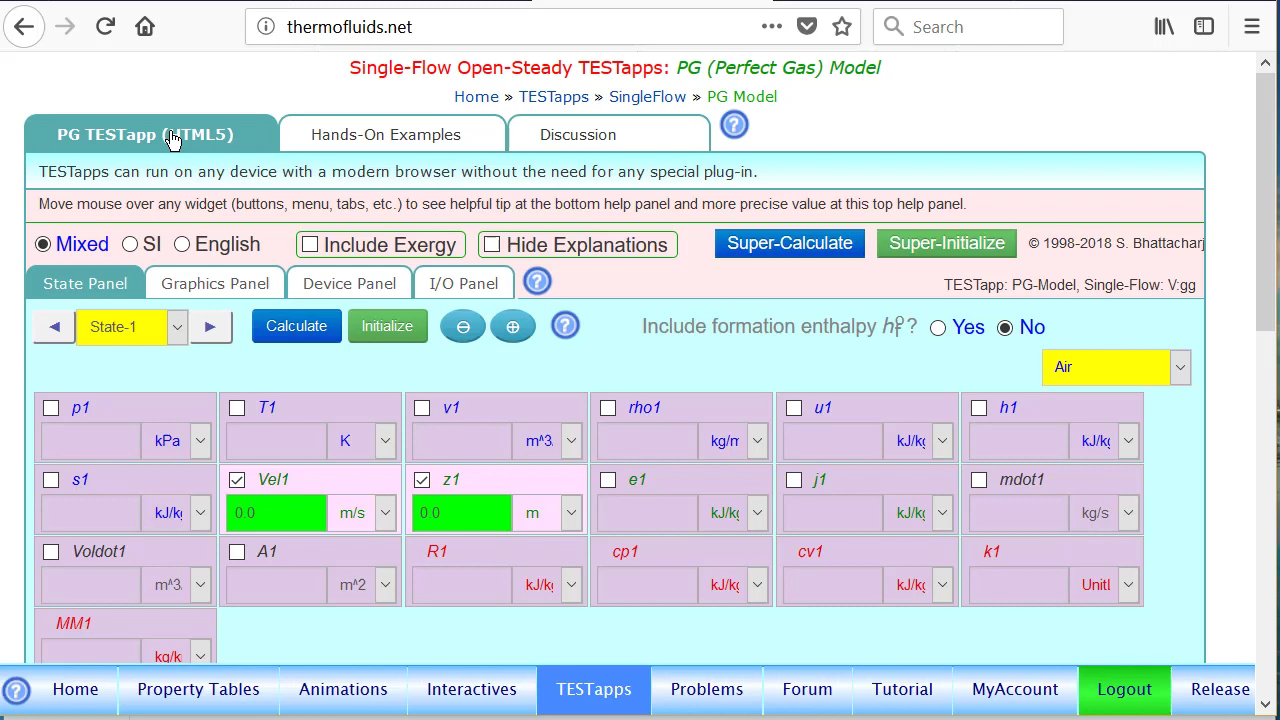 thermofluids.net
Search
Single-Flow Open-Steady TESTapps: PG (Perfect Gas) Model
Home » TESTapps » SingleFlow » PG Model
PG TESTapp (HTML5) Hands-On Examples Discussion ?
TESTapps can run on any device with a modern browser without the need for any special plug-in.
Move mouse over any widget (buttons, menu, tabs, etc.) to see helpful tip at the bottom help panel and more precise value at this top help panel.
Mixed SI English Include Exergy Hide Explanations Super-Calculate Super-Initialize © 1998-2018 S. Bhattacharj
State Panel Graphics Panel Device Panel I/O Panel ? TESTapp: PG-Model, Single-Flow: V:gg
State-1 Calculate Initialize ? Include formation enthalpy h°f ? Yes No
Air
p1 T1 v1 rho1 u1 h1
kPa K m^3. kg/m kJ/kg kJ/kg
s1 Vel1 z1 e1 j1 mdot1
kJ/kg 0.0 m/s 0.0 m kJ/kg kJ/kg kg/s
Voldot1 A1 R1 cp1 cv1 k1
m^3. m^2 kJ/kg kJ/kg kJ/kg UnitL
MM1
kg/k
? Home Property Tables Animations Interactives TESTapps Problems Forum Tutorial MyAccount Logout Release